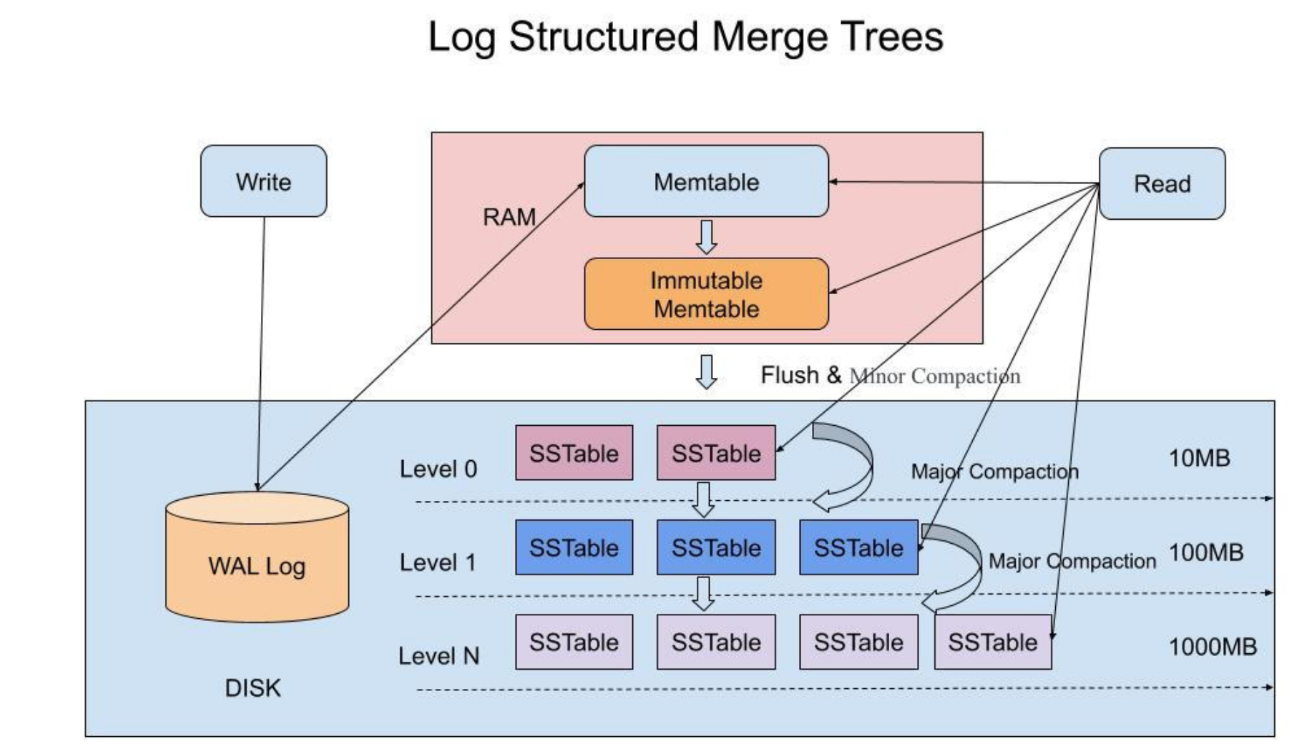 Log Structured Merge Trees
Write
Memtable
Read
RAM
Immutable
Memtable
Flush & Minor Compaction
Level 0
SSTable
SSTable
Major Compaction
10MB
Level 1
SSTable
SSTable
SSTable
Major Compaction
100MB
WAL Log
Level N
SSTable
SSTable
SSTable
SSTable
1000MB
DISK